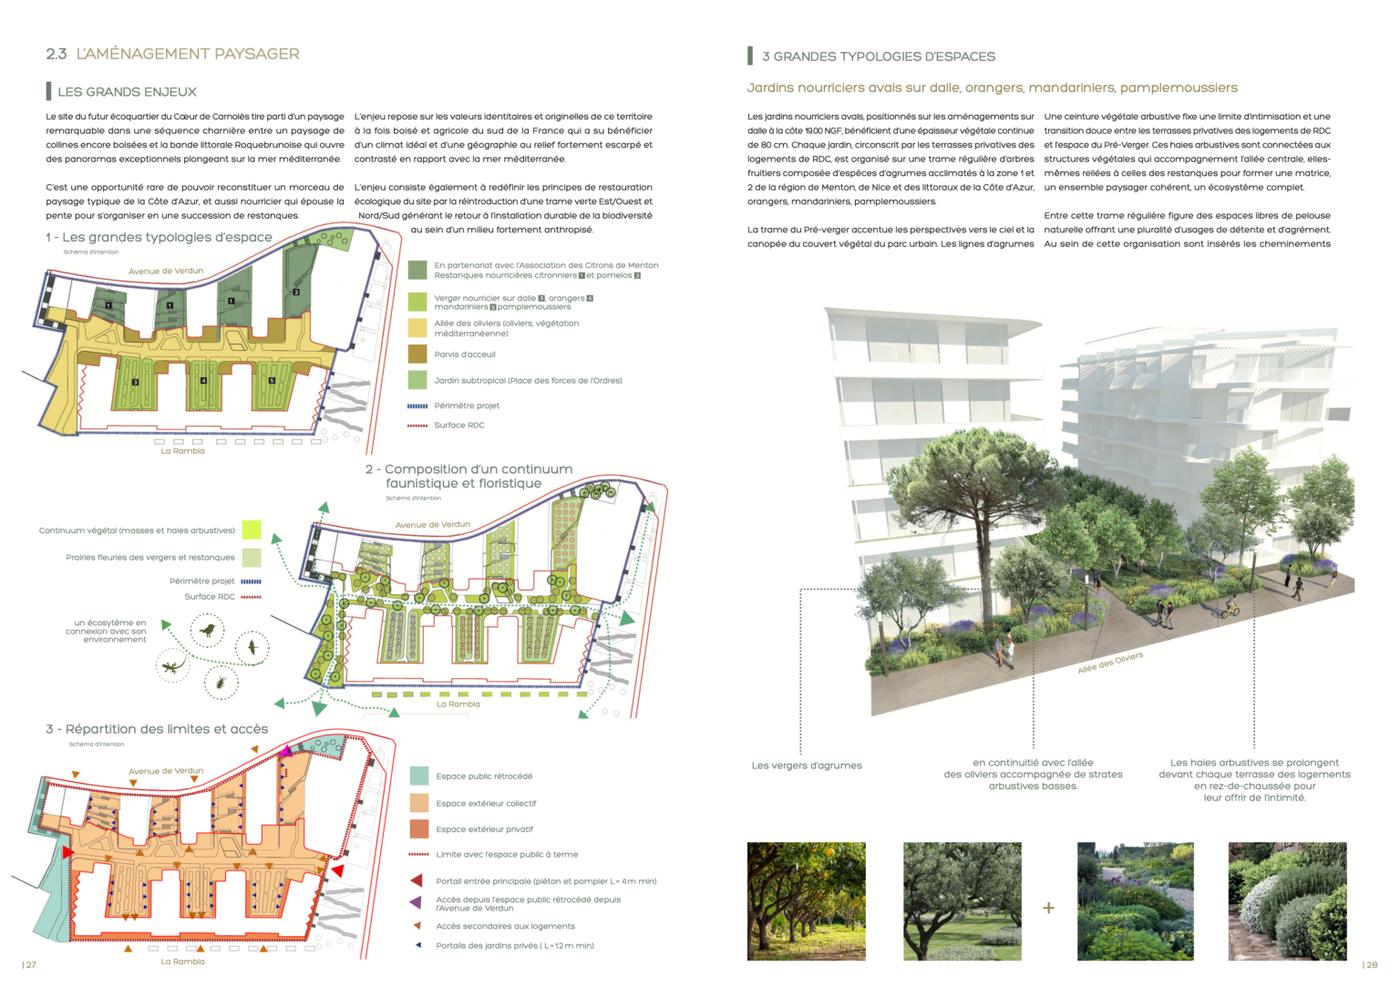 2.3 L'AMÉNAGEMENT PAYSAGER
LES GRANDS ENJEUX
Le site du futur écoquartier du Cœur de Carnolès tire parti d'un paysage
remarquable dans une séquence charnière entre un paysage de
collines encore boisées et la bande littorale Roquebrunoise qui ouvre
des panoramas exceptionnels plongeant sur la mer méditerranée.
C'est une opportunité rare de pouvoir reconstituer un morceau de
paysage typique de la Côte d'Azur, et aussi nourricier qui épouse la
pente pour s'organiser en une succession de restanques.
L'enjeu repose sur les valeurs identitaires et originelles de ce territoire
à la fois boisé et agricole du sud de la France qui a su bénéficier
d'un climat idéal et d'une géographie au relief fortement escarpé et
contrasté en rapport avec la mer méditerranée.
L'enjeu consiste également à redéfinir les principes de restauration
écologique du site par la réintroduction d'une trame verte Est/Ouest et
Nord/Sud générant le retour à l'installation durable de la biodiversité
au sein d'un milieu fortement anthropisé.
1 - Les grandes typologies d'espace
Schéma d'intention
Avenue de Verdun
1
1
1
2
3
4
5
La Rambla
En partenariat avec l'Association des Citrons de Menton
Restanques nourricières citronniers 1 et pomelos 2
Verger nourricier sur dalle 3, orangers 4
mandariniers 5 pamplemoussiers
Allée des oliviers (oliviers, végétation
méditerranéenne)
Parvis d'acceuil
Jardin subtropical (Place des forces de l'Ordres)
Périmètre projet
Surface RDC
2 - Composition d'un continuum
faunistique et floristique
Schéma d'intention
Avenue de Verdun
La Rambla
Continuum végétal (masses et haies arbustives)
Prairies fleuries des vergers et restanques
Périmètre projet
Surface RDC
un écosytème en
connexion avec son
environnement
3 - Répartition des limites et accès
Schéma d'intention
Avenue de Verdun
La Rambla
Espace public rétrocédé
Espace extérieur collectif
Espace extérieur privatif
Limite avec l'espace public à terme
Portail entrée principale (piéton et pompier L= 4m min)
Accès depuis l'espace public rétrocédé depuis
l'Avenue de Verdun
Accès secondaires aux logements
Portails des jardins privés ( L=1.2 m min)
| 27
3 GRANDES TYPOLOGIES D'ESPACES
Jardins nourriciers avals sur dalle, orangers, mandariniers, pamplemoussiers
Les jardins nourriciers avals, positionnés sur les aménagements sur
dalle à la côte 19.00 NGF, bénéficient d'une épaisseur végétale continue
de 80 cm. Chaque jardin, circonscrit par les terrasses privatives des
logements de RDC, est organisé sur une trame régulière d'arbres
fruitiers composée d'espèces d'agrumes acclimatés à la zone 1 et
2 de la région de Menton, de Nice et des littoraux de la Côte d'Azur,
orangers, mandariniers, pamplemoussiers.
La trame du Pré-verger accentue les perspectives vers le ciel et la
canopée du couvert végétal du parc urbain. Les lignes d'agrumes
Une ceinture végétale arbustive fixe une limite d'intimisation et une
transition douce entre les terrasses privatives des logements de RDC
et l'espace du Pré-Verger. Ces haies arbustives sont connectées aux
structures végétales qui accompagnent l'allée centrale, elles-
mêmes reliées à celles des restanques pour former une matrice,
un ensemble paysager cohérent, un écosystème complet.
Entre cette trame régulière figure des espaces libres de pelouse
naturelle offrant une pluralité d'usages de détente et d'agrément.
Au sein de cette organisation sont insérés les cheminements
Allée des Oliviers
Les vergers d'agrumes
en continuitié avec l'allée
des oliviers accompagnée de strates
arbustives basses.
Les haies arbustives se prolongent
devant chaque terrasse des logements
en rez-de-chaussée pour
leur offrir de l'intimité.
+
| 28